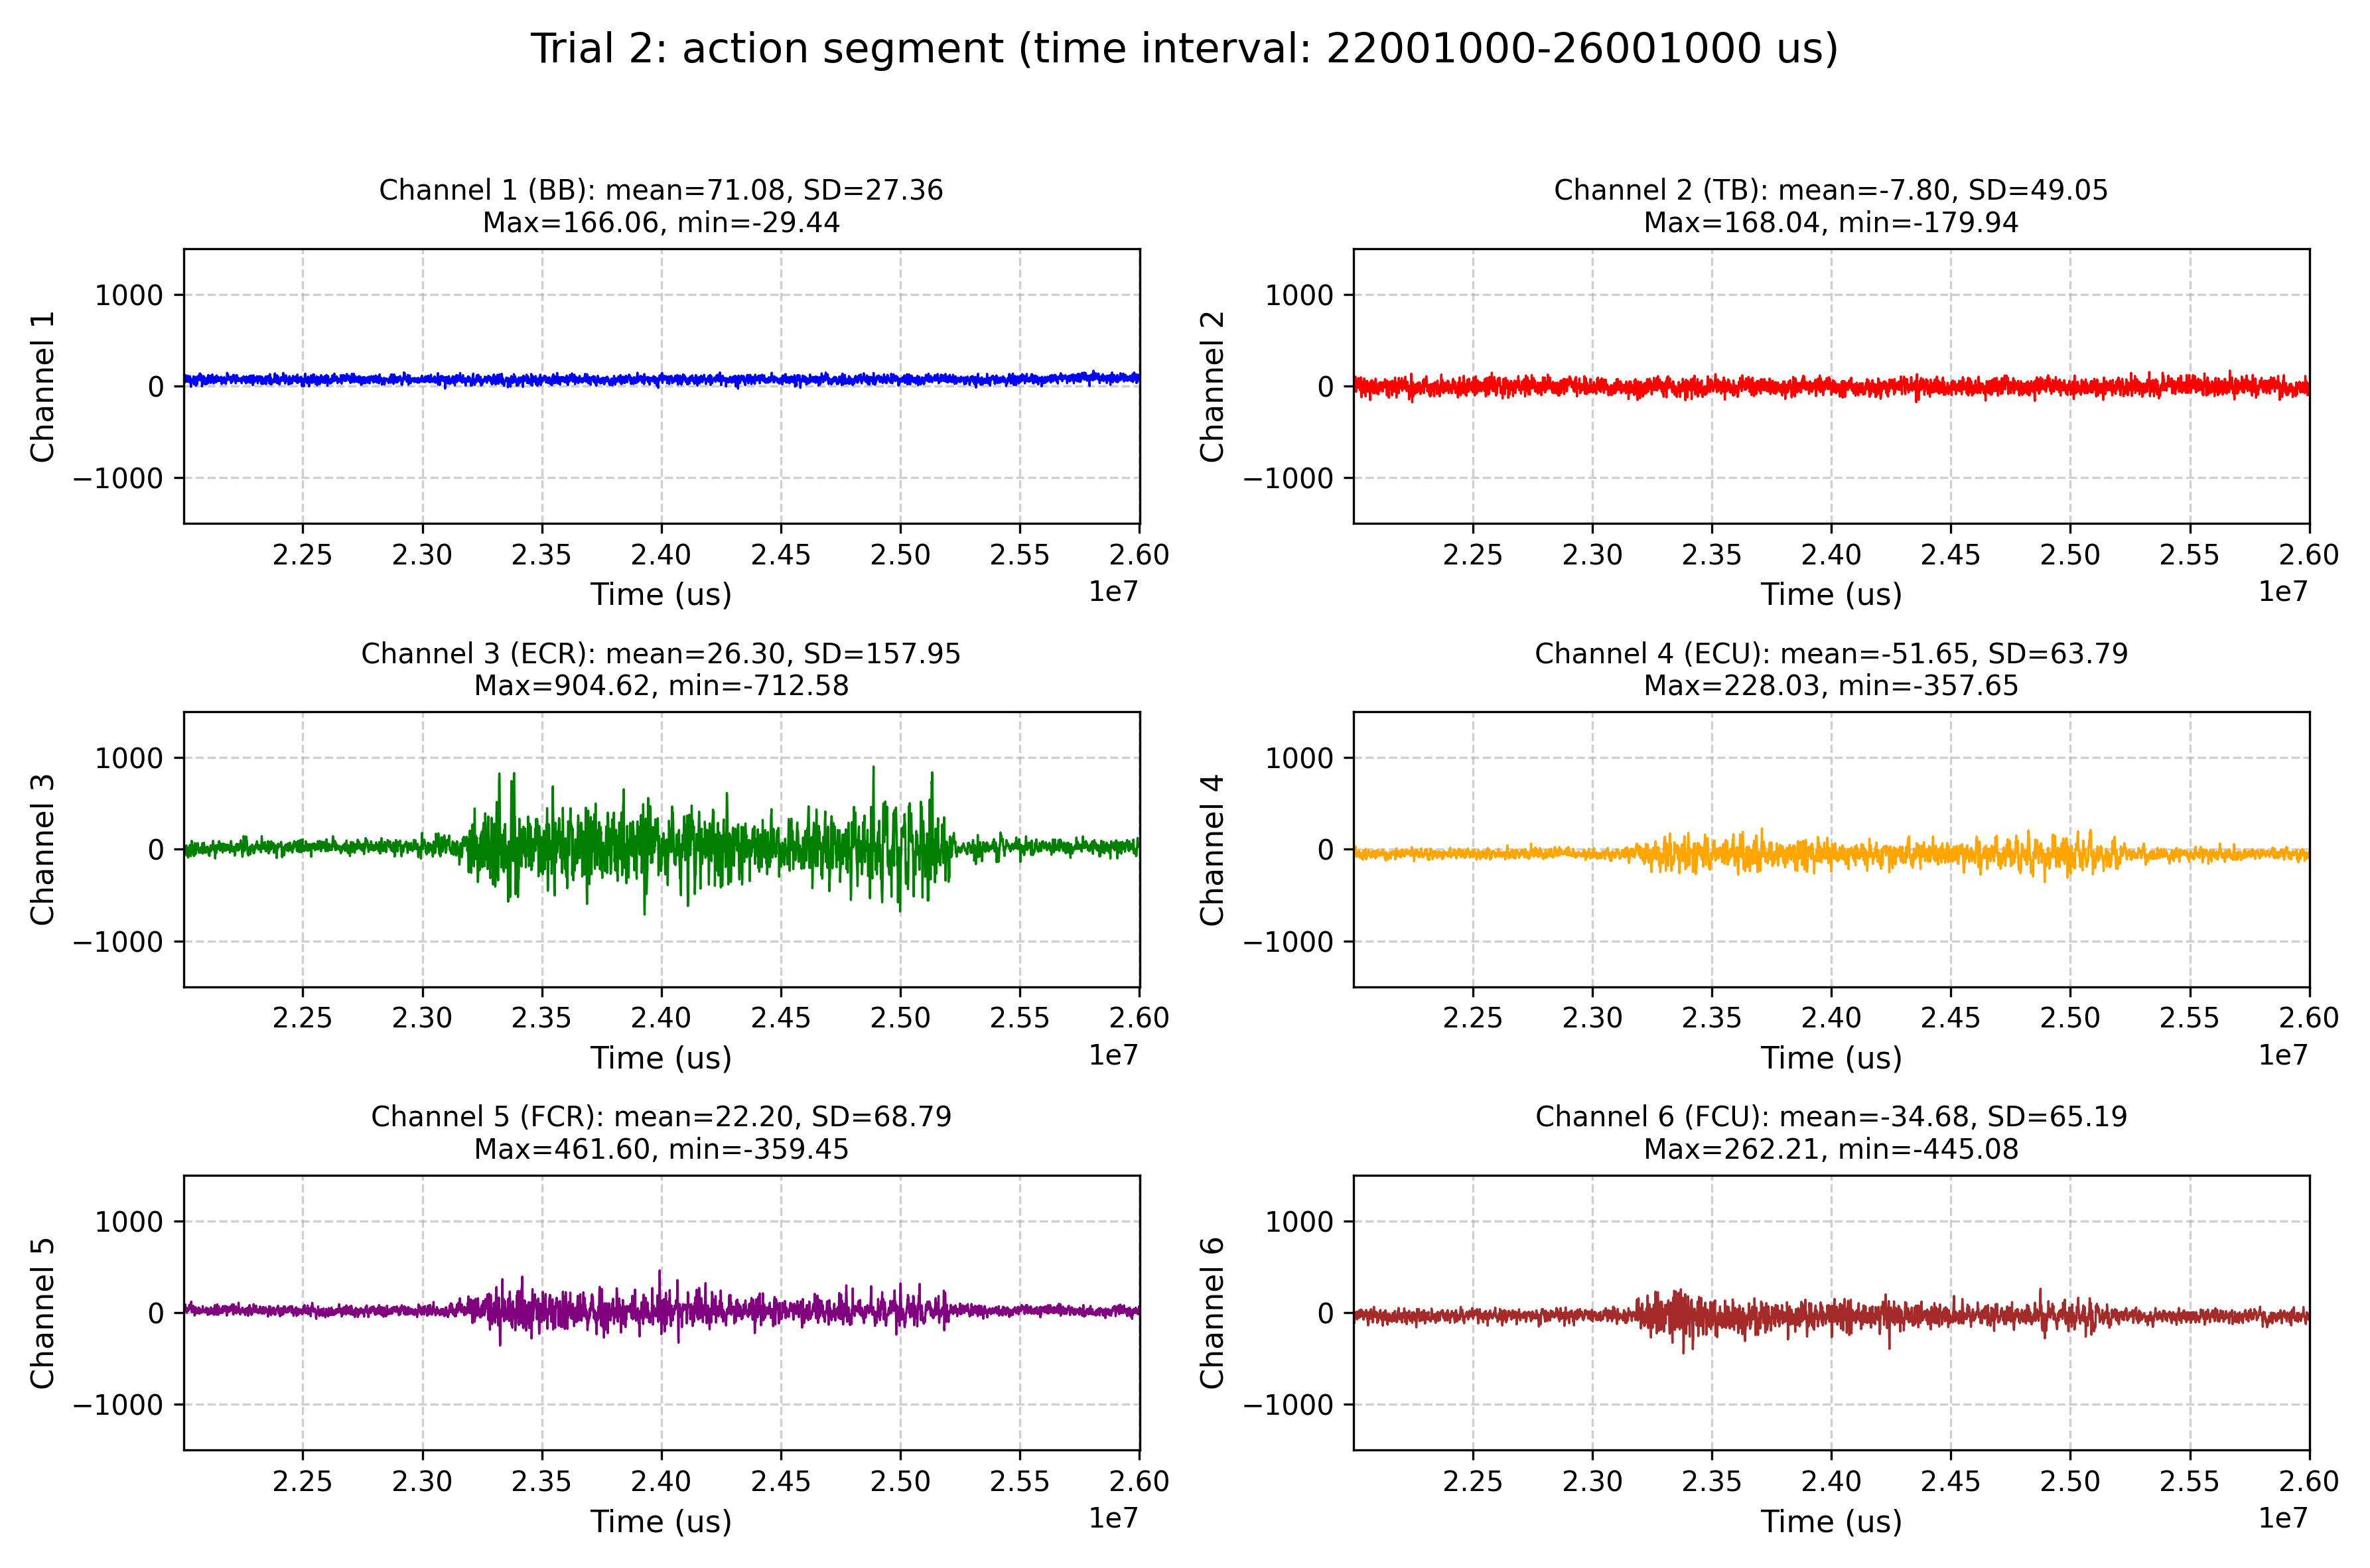 Trial 2: action segment (time interval: 22001000-26001000 us)
Channel 1 (BB): mean=71.08, SD=27.36
Max=166.06, min=-29.44
Channel 1
1000
0
−1000
2.25 2.30 2.35 2.40 2.45 2.50 2.55 2.60
Time (us)
1e7
Channel 2 (TB): mean=-7.80, SD=49.05
Max=168.04, min=-179.94
Channel 2
1000
0
−1000
2.25 2.30 2.35 2.40 2.45 2.50 2.55 2.60
Time (us)
1e7
Channel 3 (ECR): mean=26.30, SD=157.95
Max=904.62, min=-712.58
Channel 3
1000
0
−1000
2.25 2.30 2.35 2.40 2.45 2.50 2.55 2.60
Time (us)
1e7
Channel 4 (ECU): mean=-51.65, SD=63.79
Max=228.03, min=-357.65
Channel 4
1000
0
−1000
2.25 2.30 2.35 2.40 2.45 2.50 2.55 2.60
Time (us)
1e7
Channel 5 (FCR): mean=22.20, SD=68.79
Max=461.60, min=-359.45
Channel 5
1000
0
−1000
2.25 2.30 2.35 2.40 2.45 2.50 2.55 2.60
Time (us)
1e7
Channel 6 (FCU): mean=-34.68, SD=65.19
Max=262.21, min=-445.08
Channel 6
1000
0
−1000
2.25 2.30 2.35 2.40 2.45 2.50 2.55 2.60
Time (us)
1e7